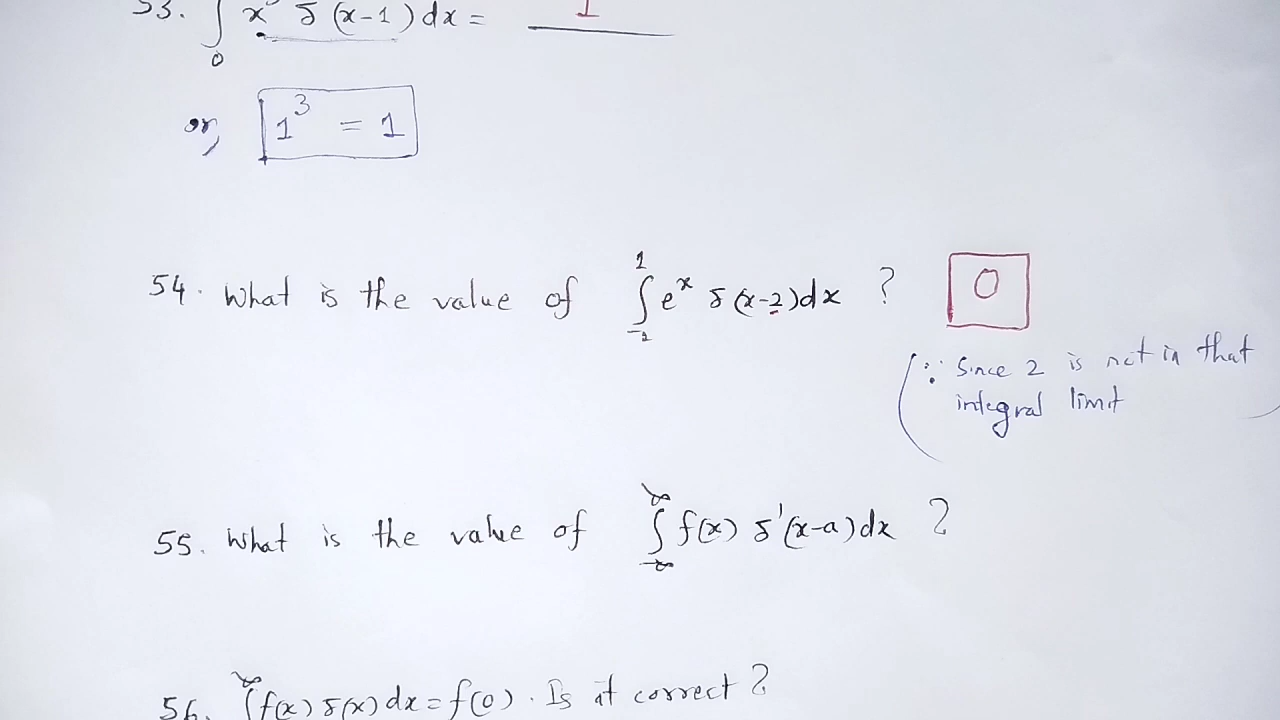 53. ∫₀ x³ δ(x-1)dx = 1
or, 1³ = 1
54. What is the value of ∫₋₁¹ eˣ δ(x-2)dx ? 0
(∵ Since 2 is not in that
integral limit
55. What is the value of ∫₋∞^∞ f(x) δ'(x-a)dx ?
56. ∫^∞ f(x) δ(x)dx = f(0). Is it correct ?